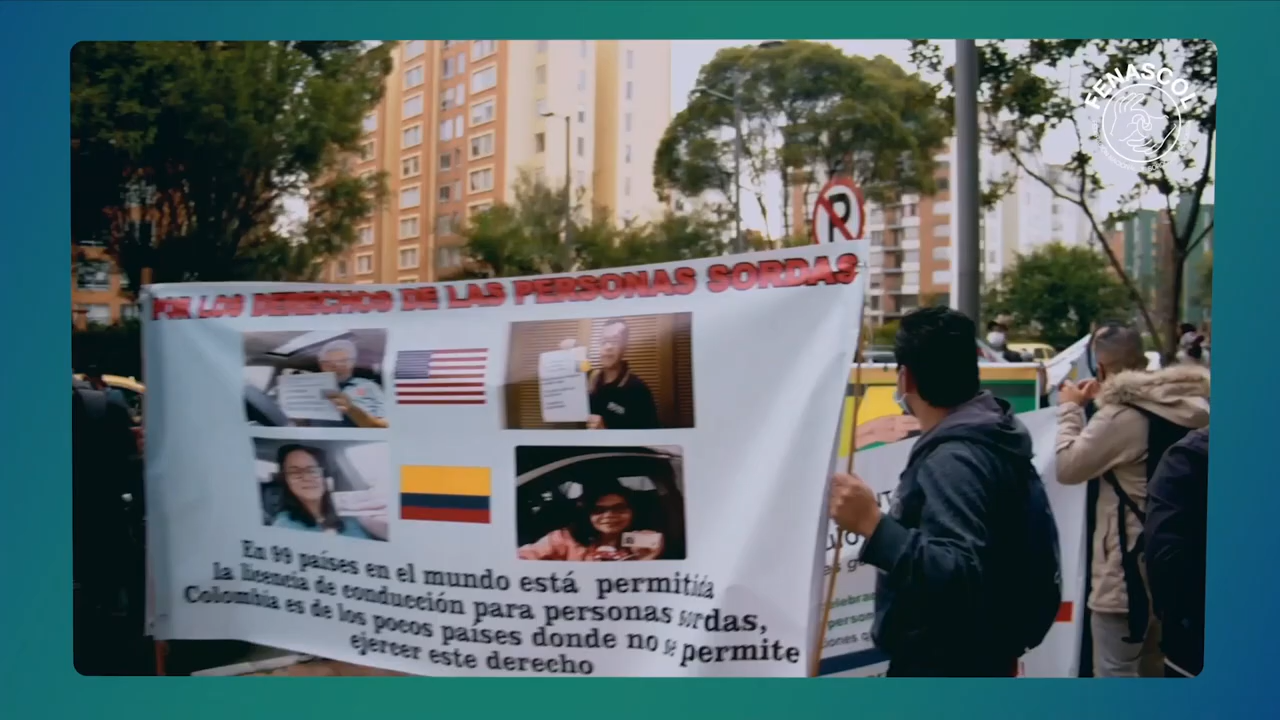 FENASCOL
P
POR LOS DERECHOS DE LAS PERSONAS SORDAS
En 99 países en el mundo está permitida
la licencia de conducción para personas sordas,
Colombia es de los pocos países donde no se permite
ejercer este derecho